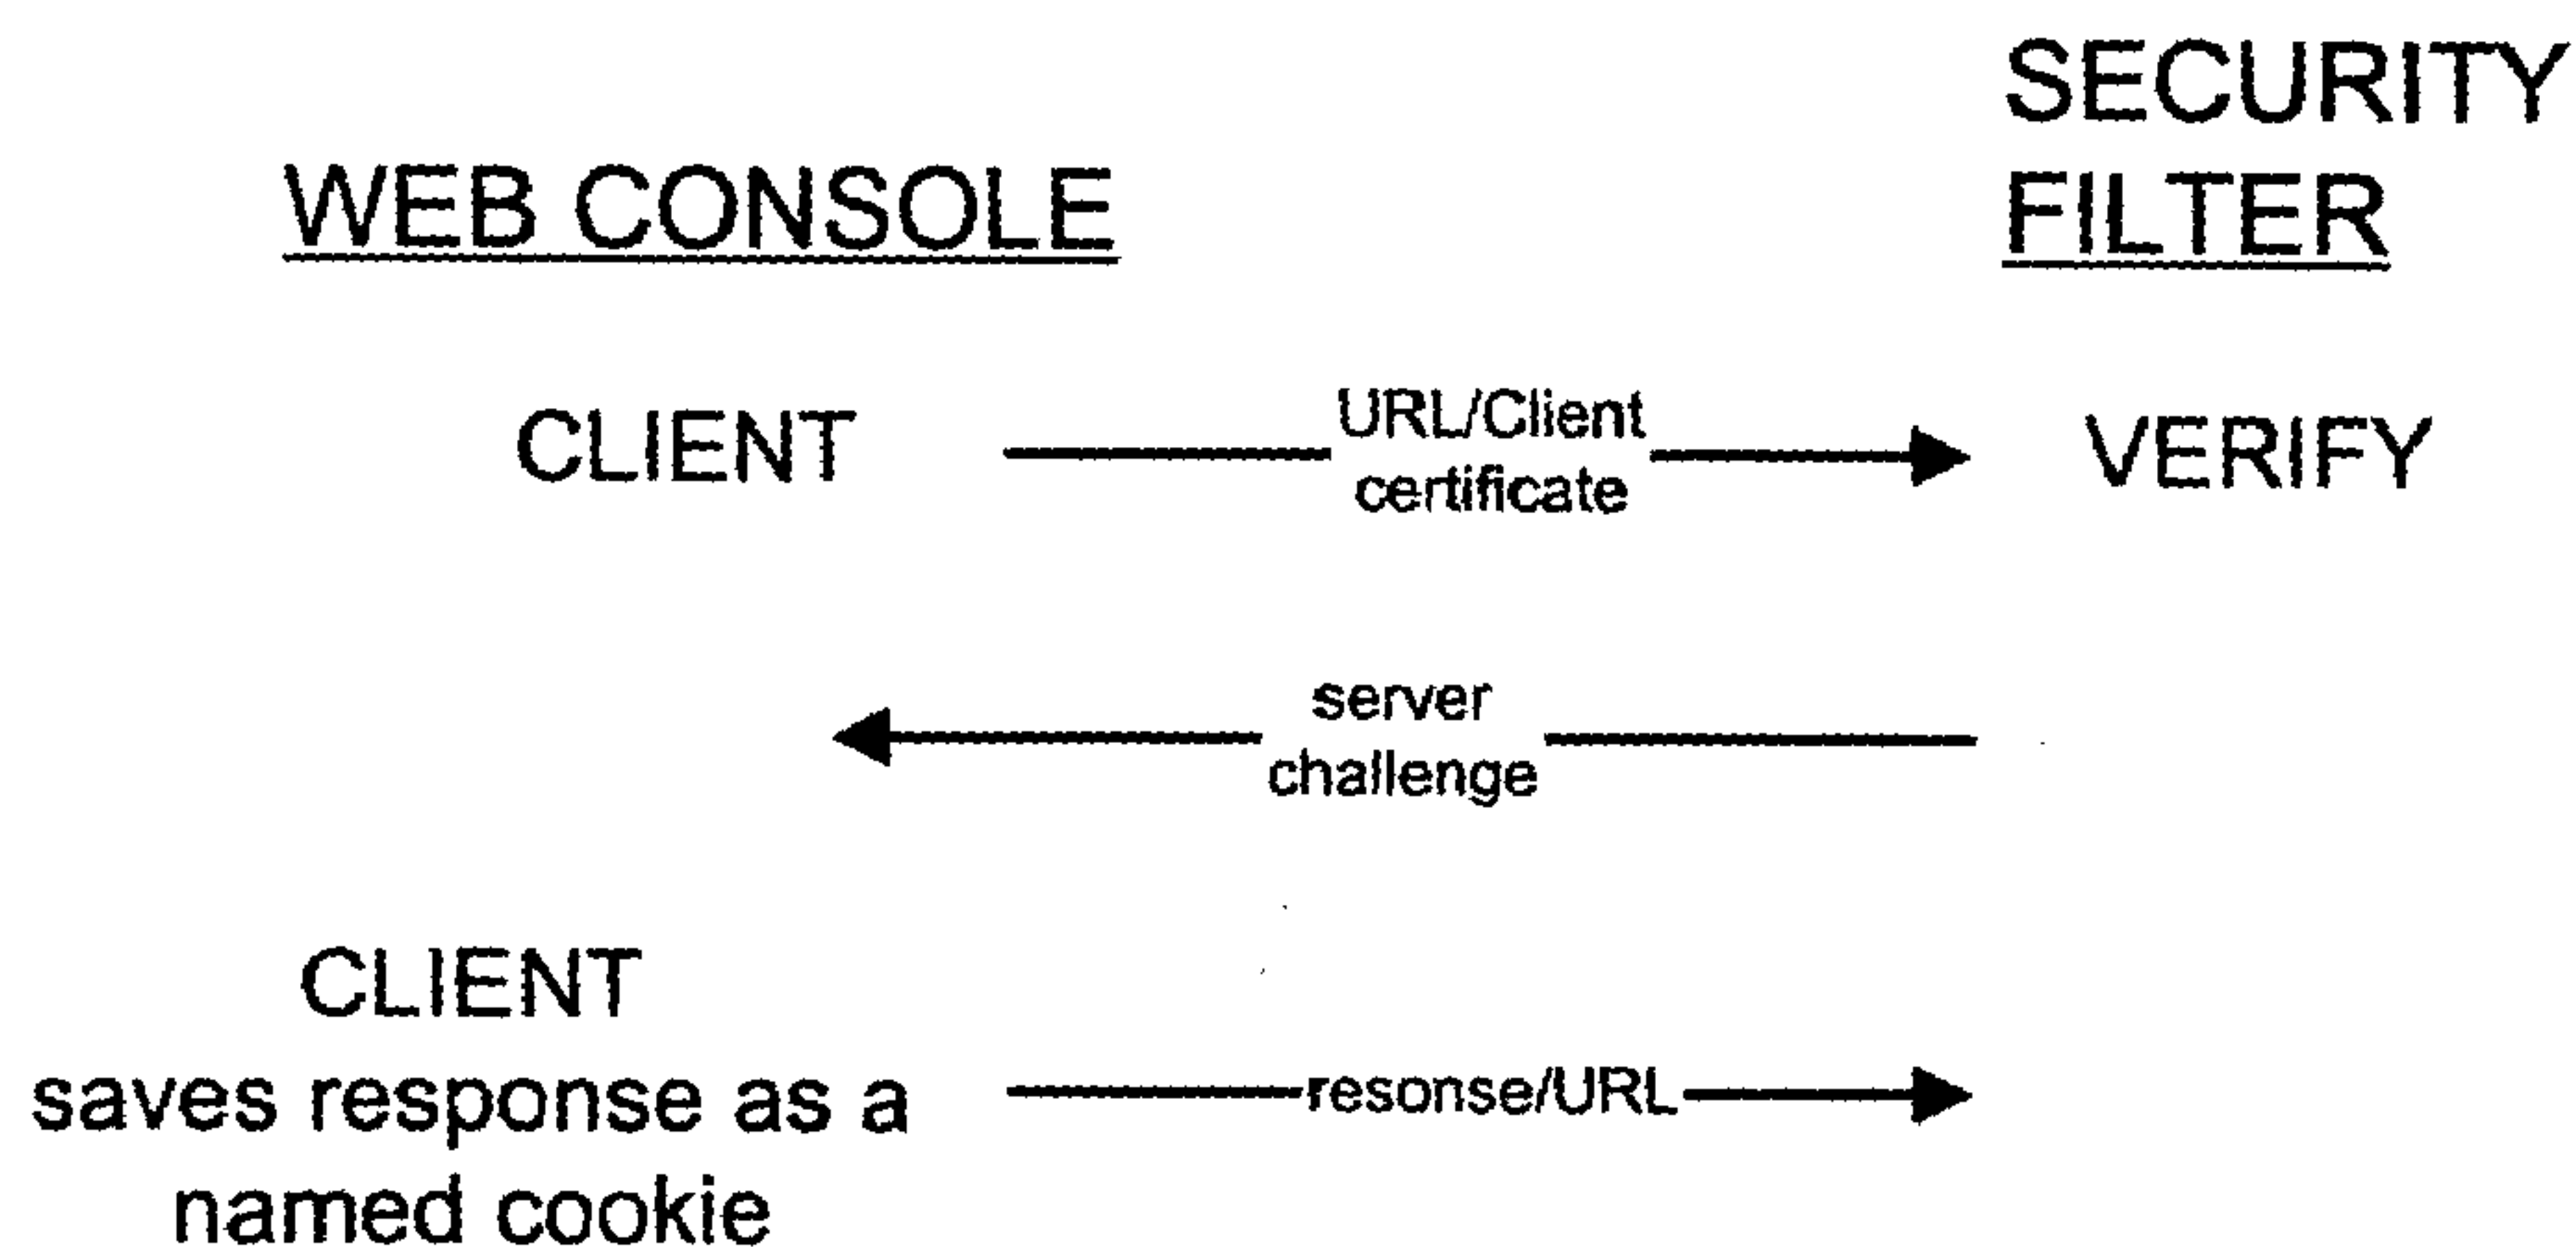 SECURITY
WEB CONSOLE FILTER
CLIENT URL/Client certificate VERIFY
server
challenge
CLIENT
saves response as a resonse/URL
named cookie